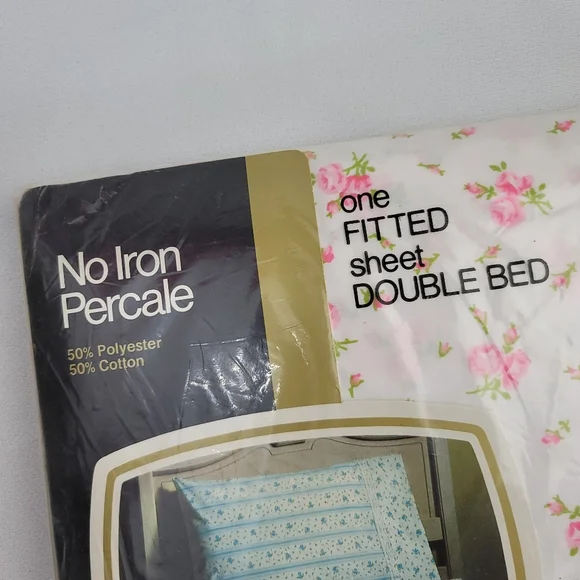 No Iron
Percale
50% Polyester
50% Cotton
one
FITTED
sheet
DOUBLE BED